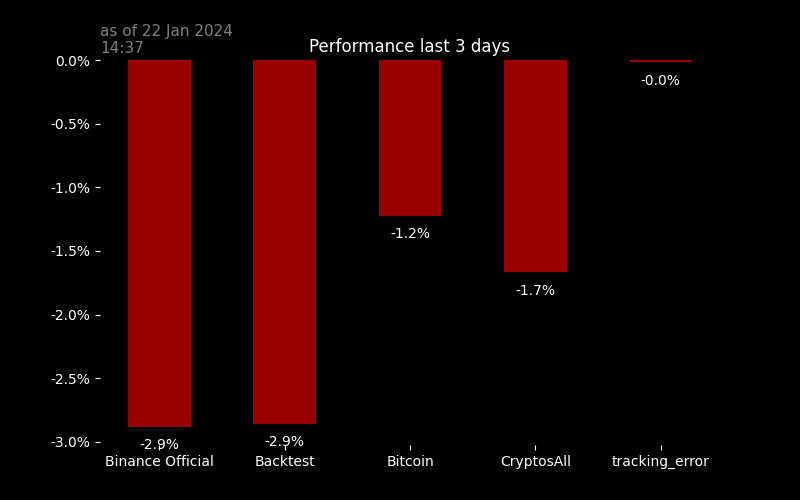 as of 22 Jan 2024
14:37
Performance last 3 days
0.0%
-0.5%
-1.0%
-1.5%
-2.0%
-2.5%
-3.0%
-2.9%
-2.9%
-1.2%
-1.7%
-0.0%
Binance Official
Backtest
Bitcoin
CryptosAll
tracking_error